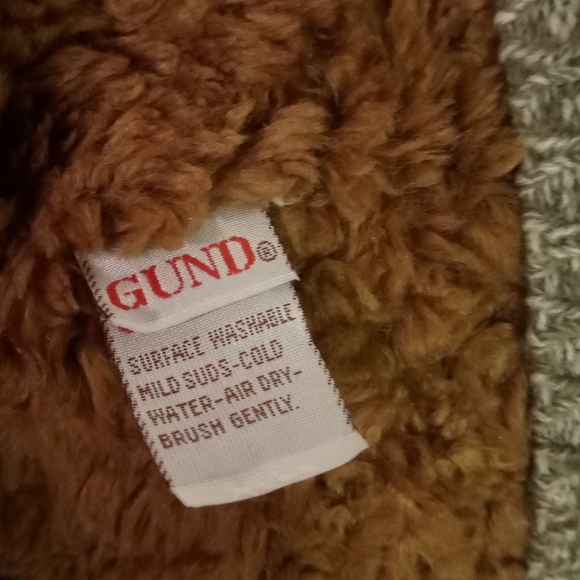 GUND®
SURFACE WASHABLE
MILD SUDS-COLD
WATER-AIR DRY-
BRUSH GENTLY.